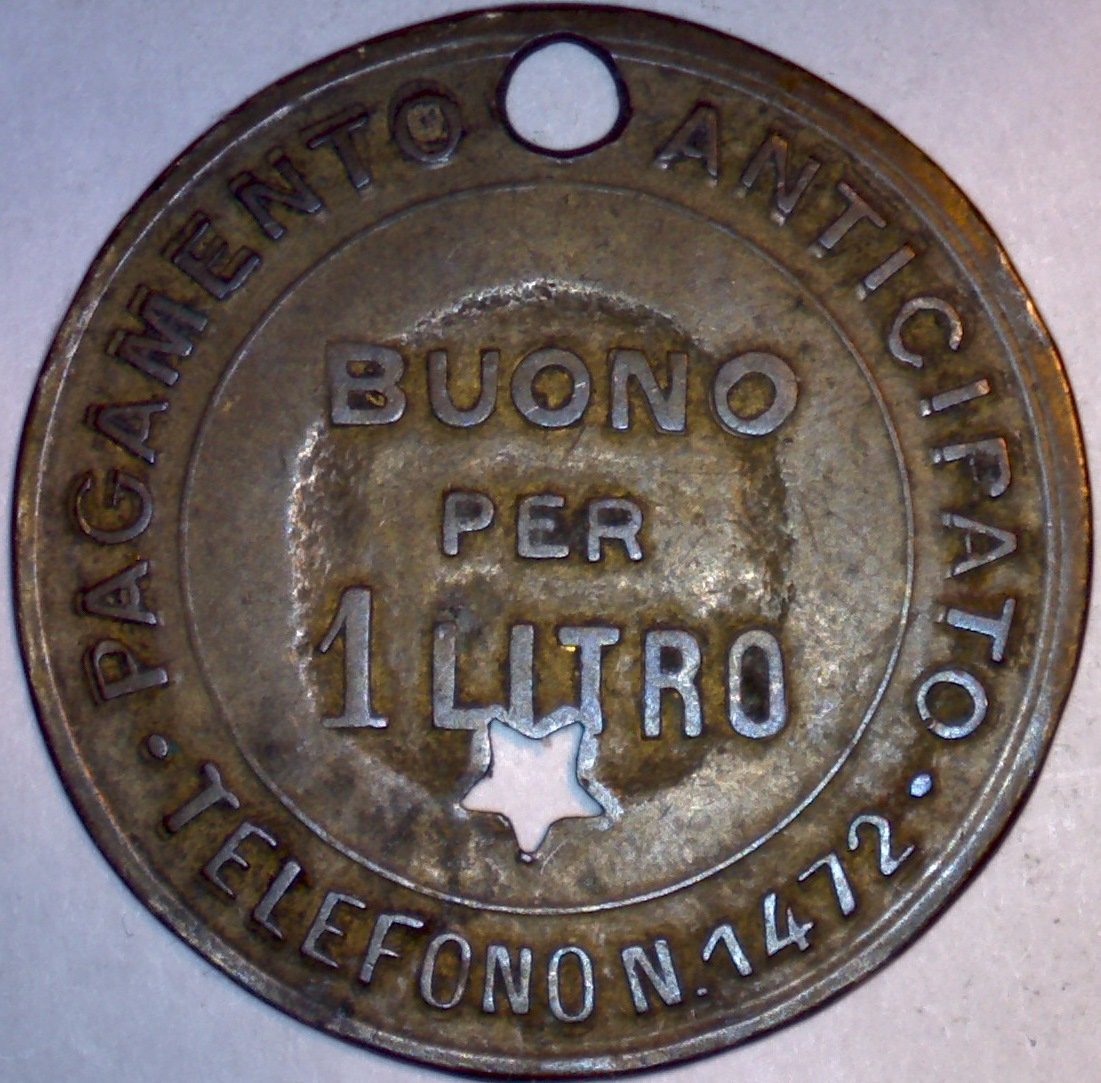 PAGAMENTO ANTICIPATO
BUONO
PER
1 LITRO
· TELEFONO N. 1472 ·